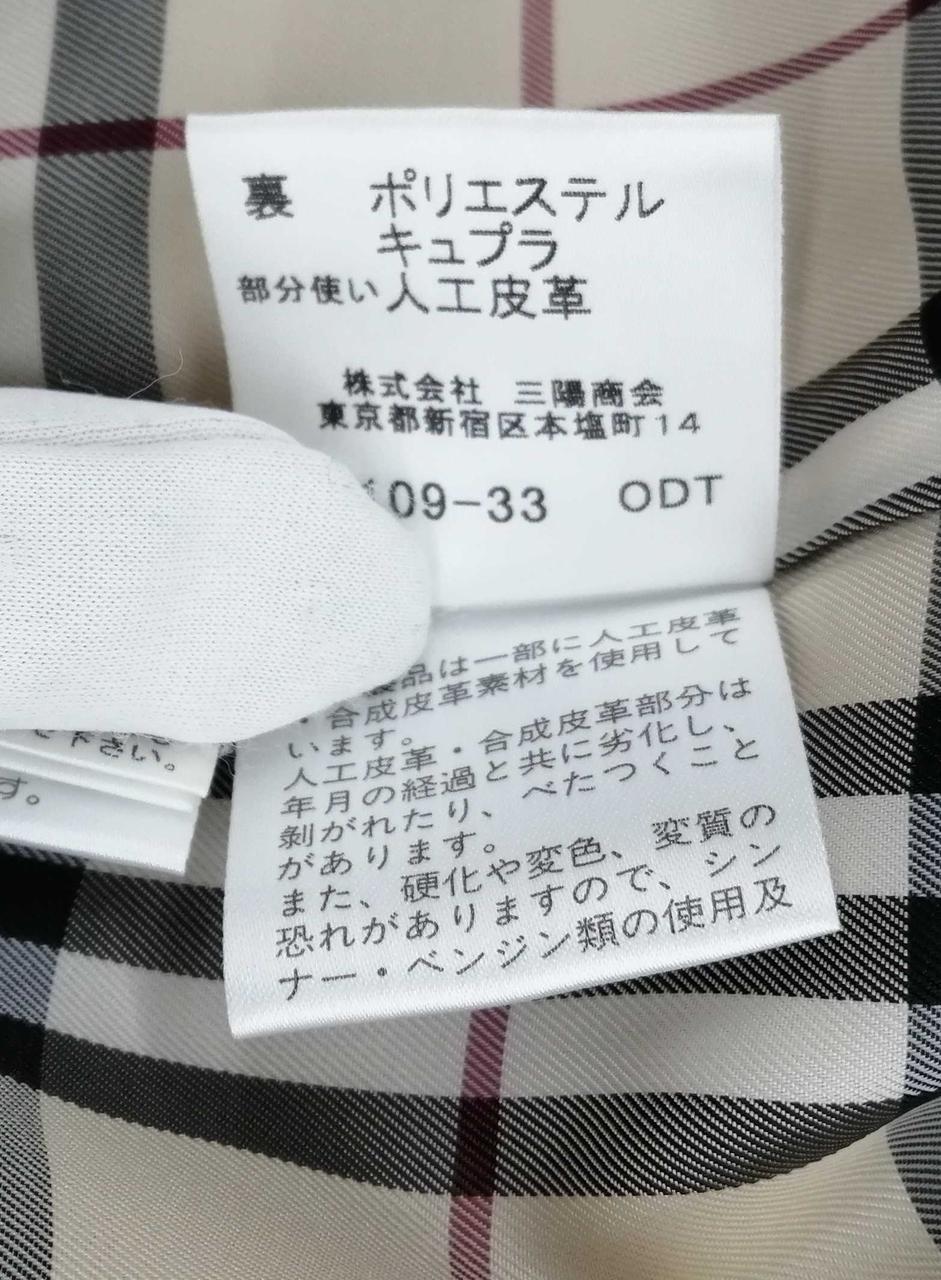 裏 ポリエステル
キュプラ
部分使い 人工皮革
株式会社 三陽商会
東京都新宿区本塩町14
109-33 ODT
製品は一部に人工皮革
・合成皮革素材を使用して
います。
人工皮革・合成皮革部分は
年月の経過と共に劣化し、
剥がれたり、べたつくこと
があります。
また、硬化や変色、変質の
恐れがありますので、シン
ナー・ベンジン類の使用及
下さい。
す。